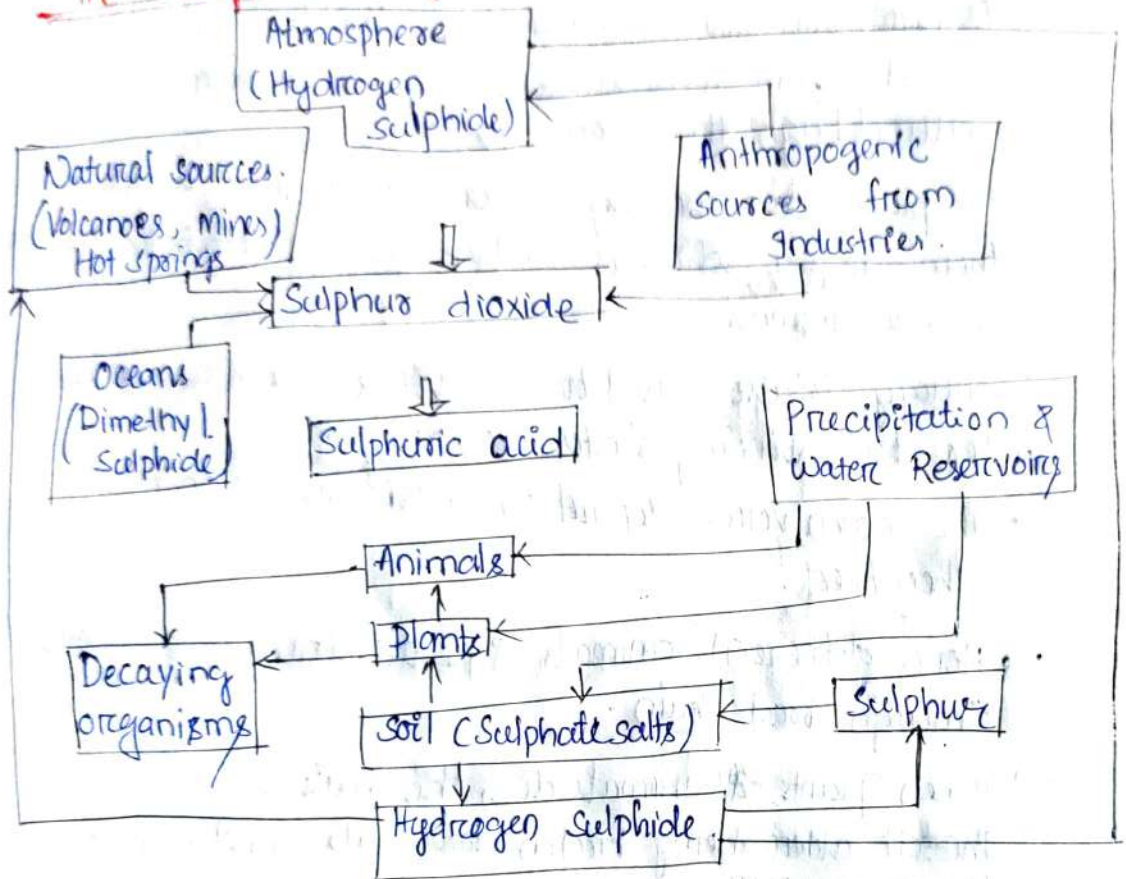 Atmosphere
(Hydrogen
Sulphide)
Natural sources.
(Volcanoes, Mines)
Hot springs
Anthropogenic
Sources from
Industries.
Sulphur dioxide
Oceans
(Dimethyl
Sulphide)
Sulphuric acid
Precipitation &
Water Reservoirs
Animals
Plants
Decaying
organisms
Soil (Sulphate salts)
Sulphur
Hydrogen Sulphide.